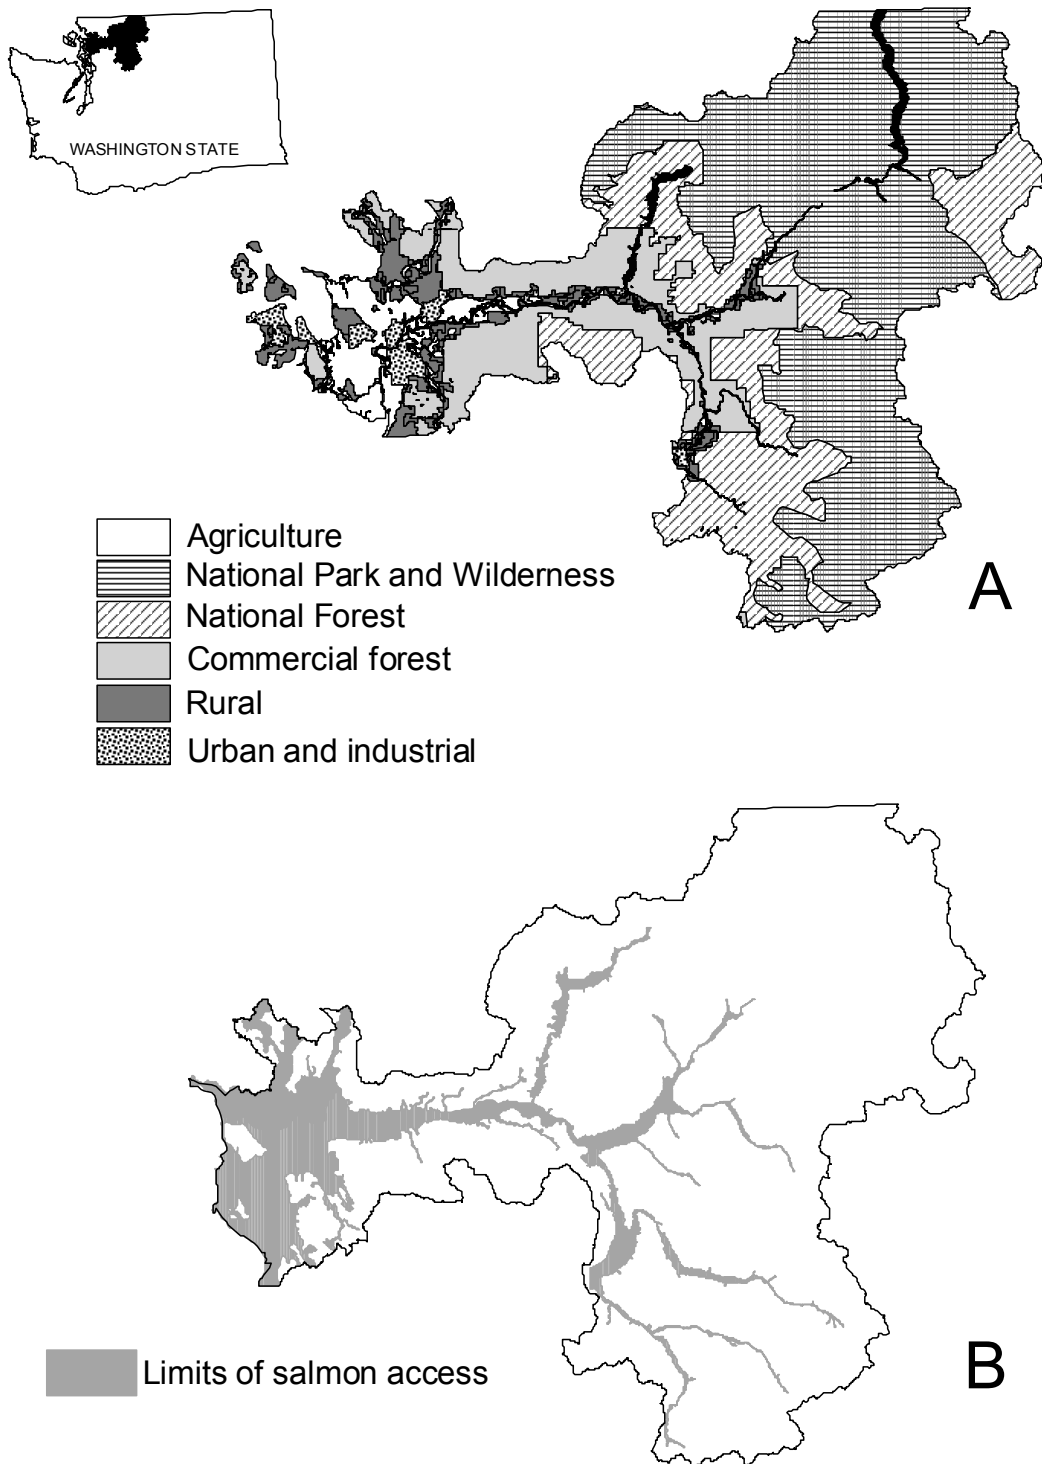 WASHINGTON STATE
Agriculture
National Park and Wilderness
National Forest
Commercial forest
Rural
Urban and industrial
A
Limits of salmon access
B